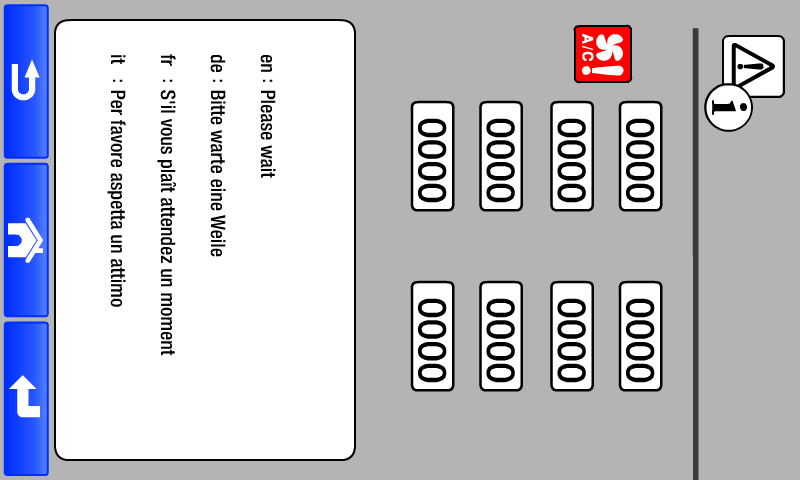 ! i
A/C!
0000 0000
0000 0000
0000 0000
0000 0000
en : Please wait
de : Bitte warte eine Weile
fr : S'il vous plaît attendez un moment
it : Per favore aspetta un attimo